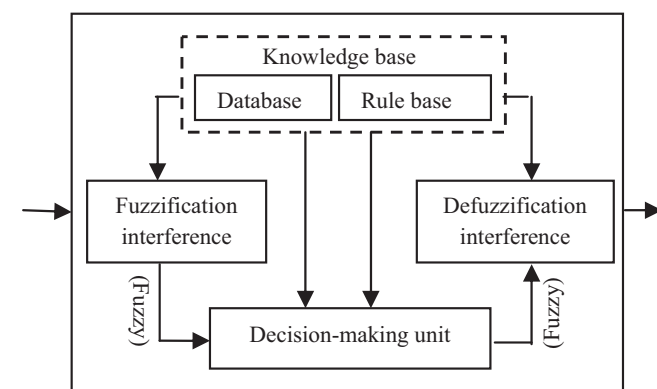 Knowledge base
Database
Rule base
Fuzzification
interference
Defuzzification
interference
(Fuzzy)
Decision-making unit
(Fuzzy)